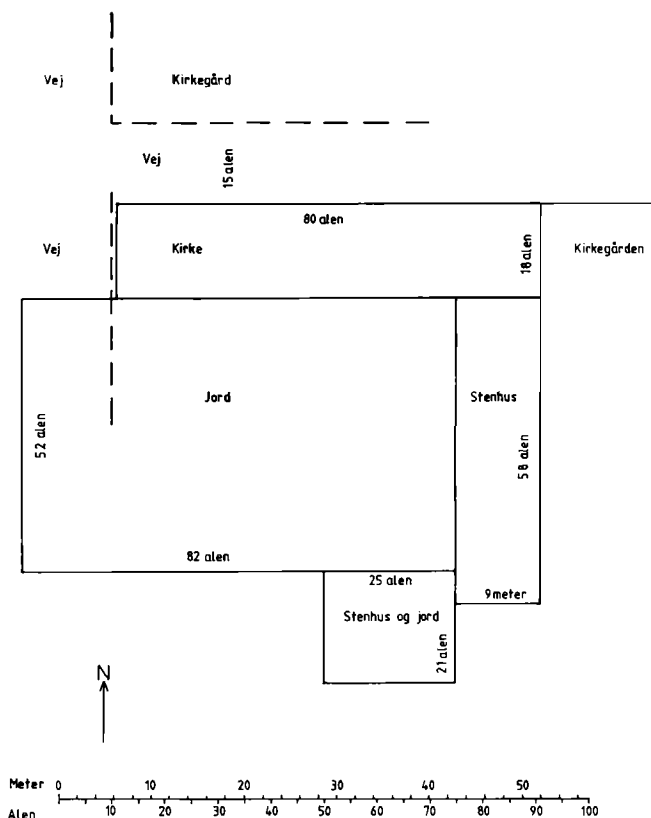 Vej
Kirkegård
Vej
15 alen
80 alen
Vej
Kirke
18 alen
Kirkegården
Jord
Stenhus
52 alen
58 alen
82 alen
25 alen
9 meter
Stenhus og jord
21 alen
N
Meter 0 10 20 30 40 50
Alen 10 20 30 40 50 60 70 80 90 100